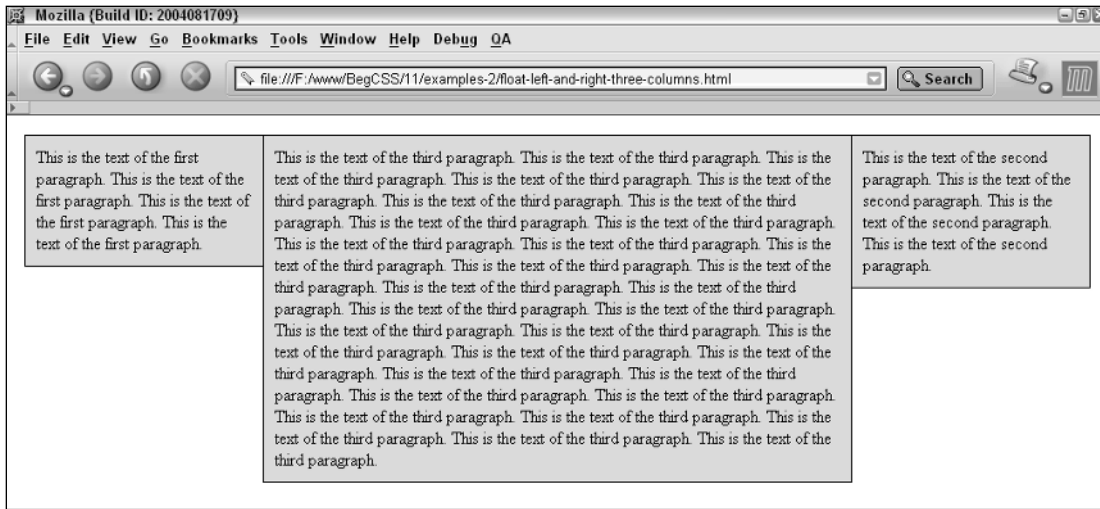 Mozilla {Build ID: 2004081709}
File Edit View Go Bookmarks Tools Window Help Debug QA
file:///F:/www/BegCSS/11/examples-2/float-left-and-right-three-columns.html
Search
This is the text of the first
paragraph. This is the text of the
first paragraph. This is the text of
the first paragraph. This is the
text of the first paragraph.
This is the text of the third paragraph. This is the text of the third paragraph. This is the
text of the third paragraph. This is the text of the third paragraph. This is the text of the
third paragraph. This is the text of the third paragraph. This is the text of the third
paragraph. This is the text of the third paragraph. This is the text of the third paragraph.
This is the text of the third paragraph. This is the text of the third paragraph. This is the
text of the third paragraph. This is the text of the third paragraph. This is the text of the
third paragraph. This is the text of the third paragraph. This is the text of the third
paragraph. This is the text of the third paragraph. This is the text of the third paragraph.
This is the text of the third paragraph. This is the text of the third paragraph. This is the
text of the third paragraph. This is the text of the third paragraph. This is the text of the
third paragraph. This is the text of the third paragraph. This is the text of the third
paragraph. This is the text of the third paragraph. This is the text of the third paragraph.
This is the text of the third paragraph. This is the text of the third paragraph. This is the
text of the third paragraph. This is the text of the third paragraph. This is the text of the
third paragraph.
This is the text of the second
paragraph. This is the text of the
second paragraph. This is the
text of the second paragraph.
This is the text of the second
paragraph.